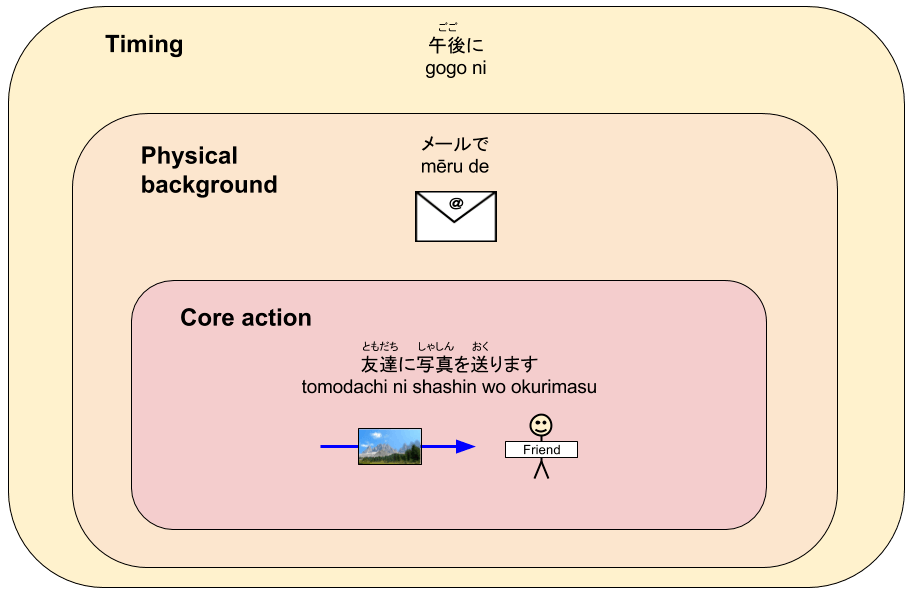 Timing
ごご
午後に
gogo ni
Physical
background
メールで
mēru de
@
Core action
ともだち しゃしん おく
友達に写真を送ります
tomodachi ni shashin wo okurimasu
Friend